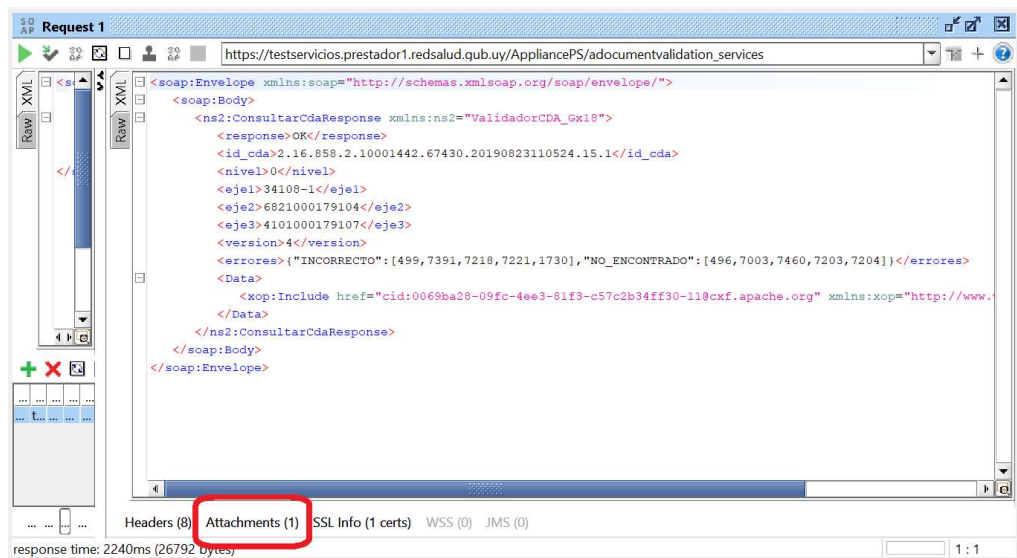 SO AP Request 1
https://testservicios.prestador1.redsalud.gub.uy/AppliancePS/adocumentvalidation_services
XML
Raw
<s
</s
XML
Raw
<soap:Envelope xmlns:soap="http://schemas.xmlsoap.org/soap/envelope/">
<soap:Body>
<ns2:ConsultarCdaResponse xmlns:ns2="ValidadorCDA_Gx18">
<response>OK</response>
<id_cda>2.16.858.2.10001442.67430.20190823110524.15.1</id_cda>
<nivel>0</nivel>
<eje1>34108-1</eje1>
<eje2>6821000179104</eje2>
<eje3>4101000179107</eje3>
<version>4</version>
<errores>{"INCORRECTO":[499,7391,7218,7221,1730],"NO_ENCONTRADO":[496,7003,7460,7203,7204]}</errores>
<Data>
<xop:Include href="cid:0069ba28-09fc-4ee3-81f3-c57c2b34ff30-11@cxf.apache.org" xmlns:xop="http://www.
</Data>
</ns2:ConsultarCdaResponse>
</soap:Body>
</soap:Envelope>
... ... ... ... ...
... t... ... ... ...
... ... ... ...
Headers (8) Attachments (1) SSL Info (1 certs) WSS (0) JMS (0)
response time: 2240ms (26792 bytes)
1 : 1